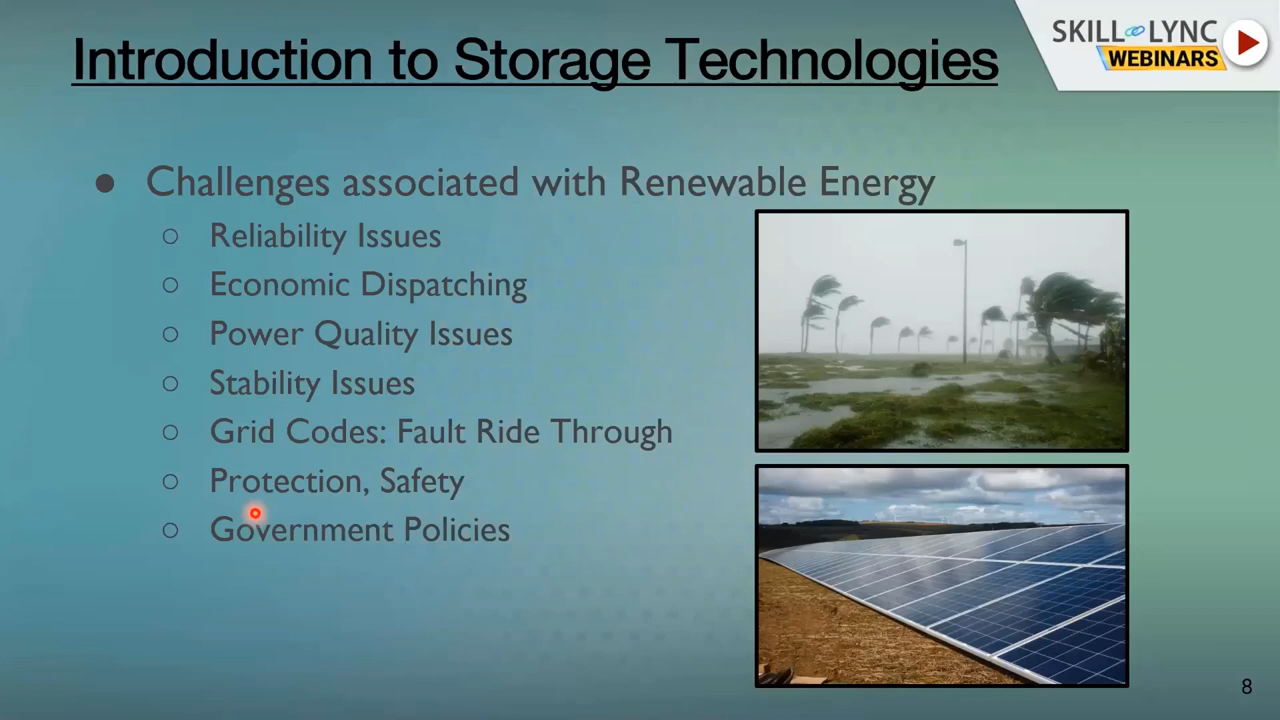 Introduction to Storage Technologies
SKILL LYNC
WEBINARS
● Challenges associated with Renewable Energy
○ Reliability Issues
○ Economic Dispatching
○ Power Quality Issues
○ Stability Issues
○ Grid Codes: Fault Ride Through
○ Protection, Safety
○ Government Policies
8